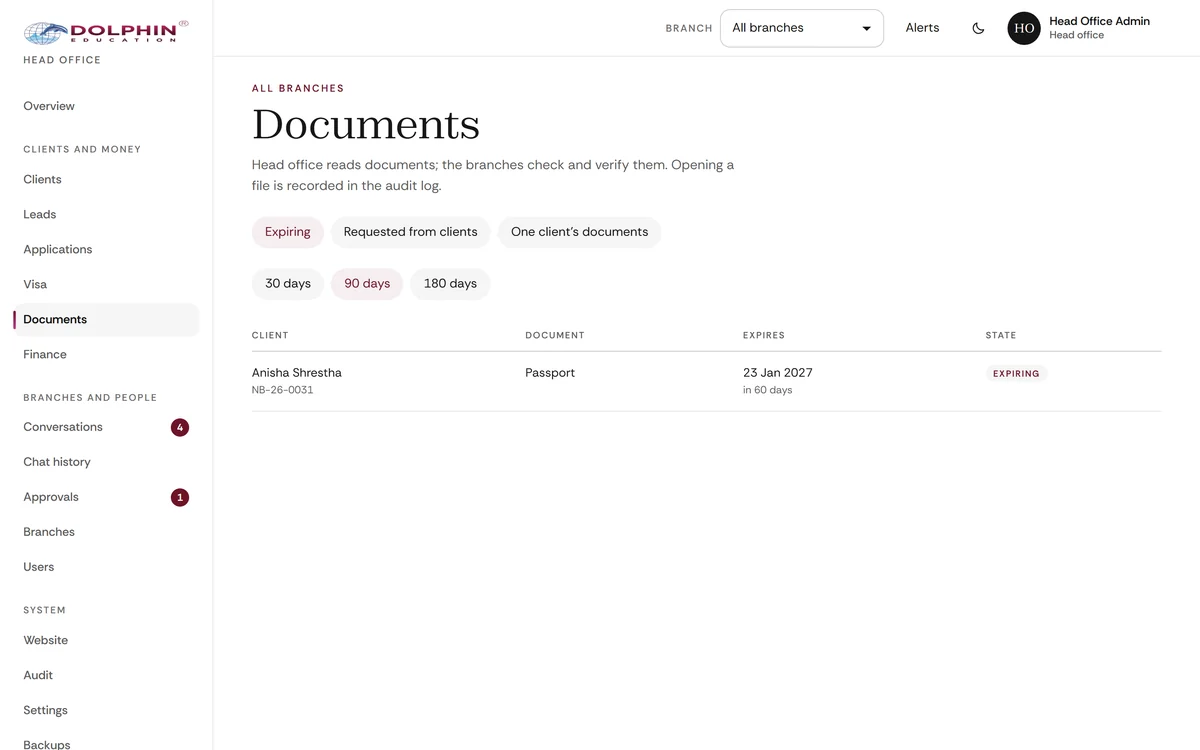 DOLPHIN
EDUCATION
HEAD OFFICE
Overview
CLIENTS AND MONEY
Clients
Leads
Applications
Visa
Documents
Finance
BRANCHES AND PEOPLE
Conversations 4
Chat history
Approvals 1
Branches
Users
SYSTEM
Website
Audit
Settings
Backups
BRANCH All branches Alerts HO Head Office Admin
Head office
ALL BRANCHES
Documents
Head office reads documents; the branches check and verify them. Opening a
file is recorded in the audit log.
Expiring Requested from clients One client's documents
30 days 90 days 180 days
CLIENT DOCUMENT EXPIRES STATE
Anisha Shrestha Passport 23 Jan 2027 EXPIRING
NB-26-0031 in 60 days